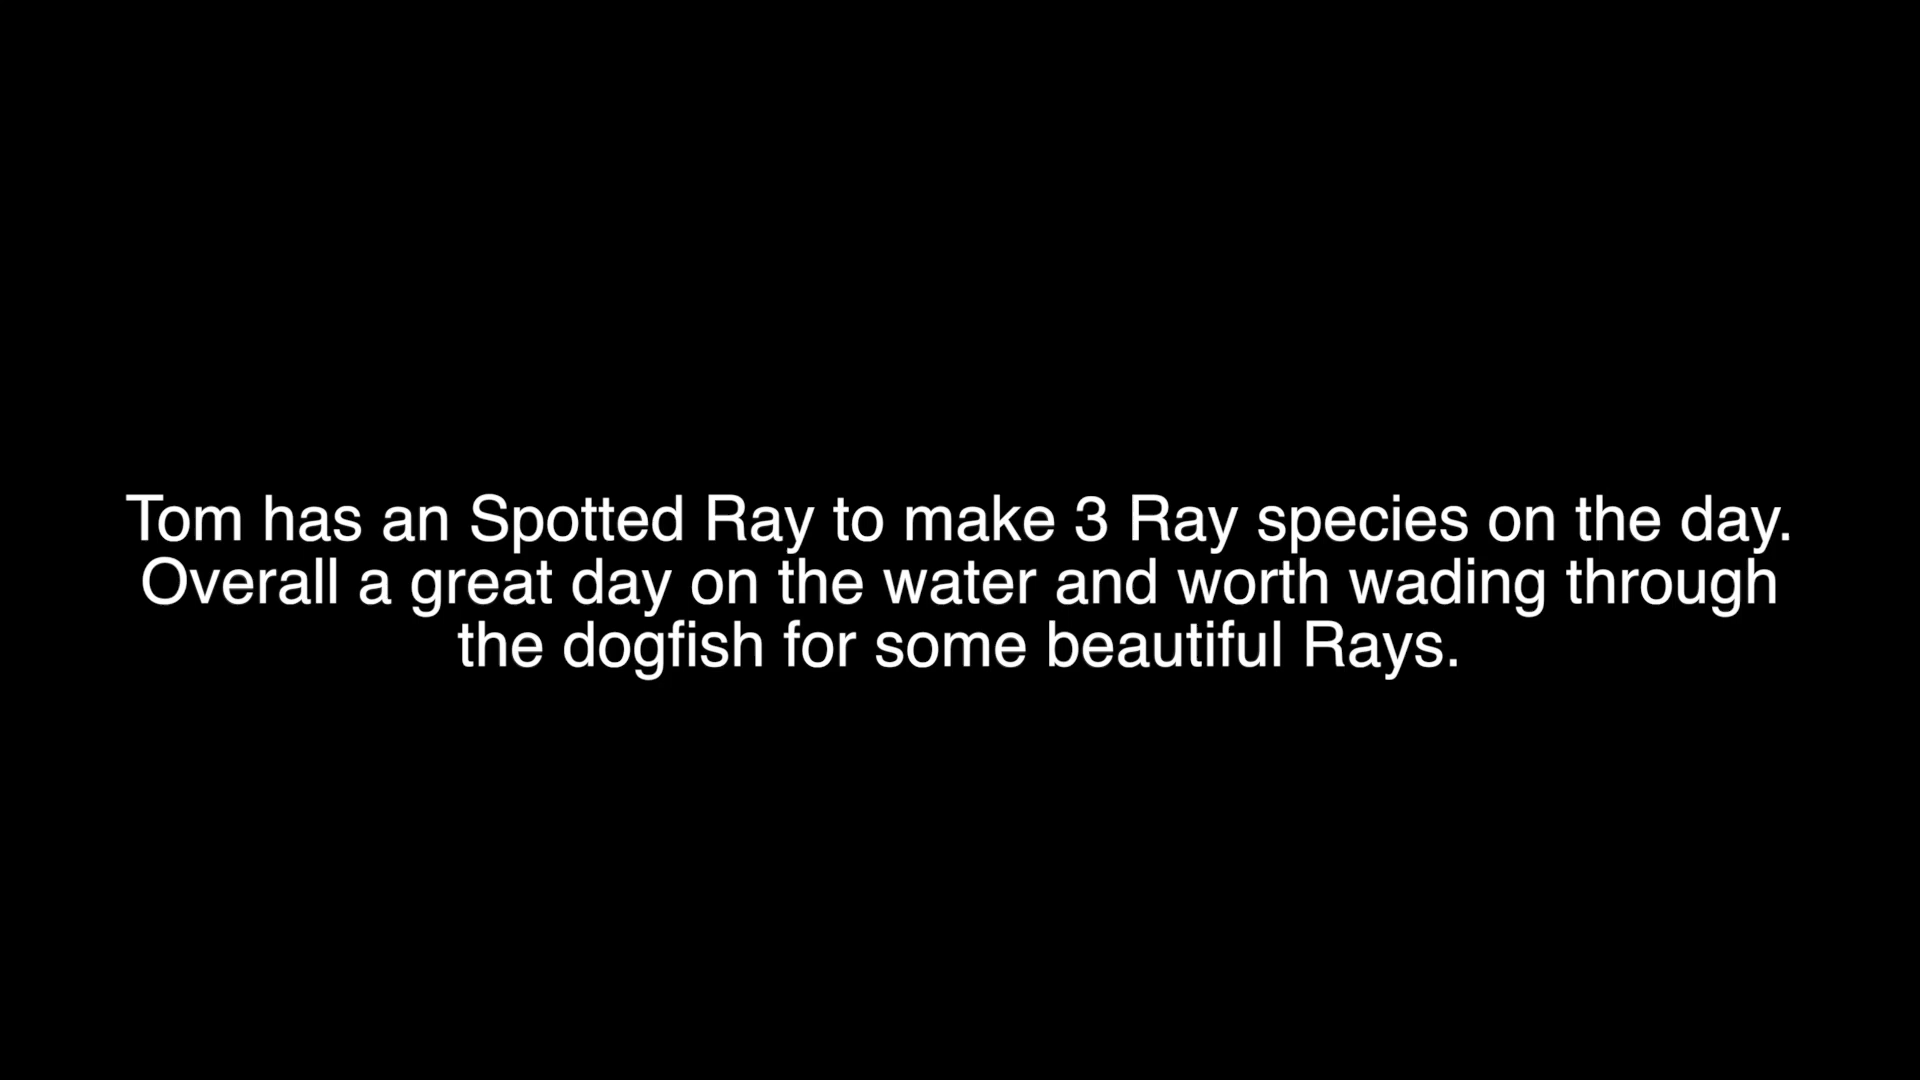 Tom has an Spotted Ray to make 3 Ray species on the day.
Overall a great day on the water and worth wading through
the dogfish for some beautiful Rays.